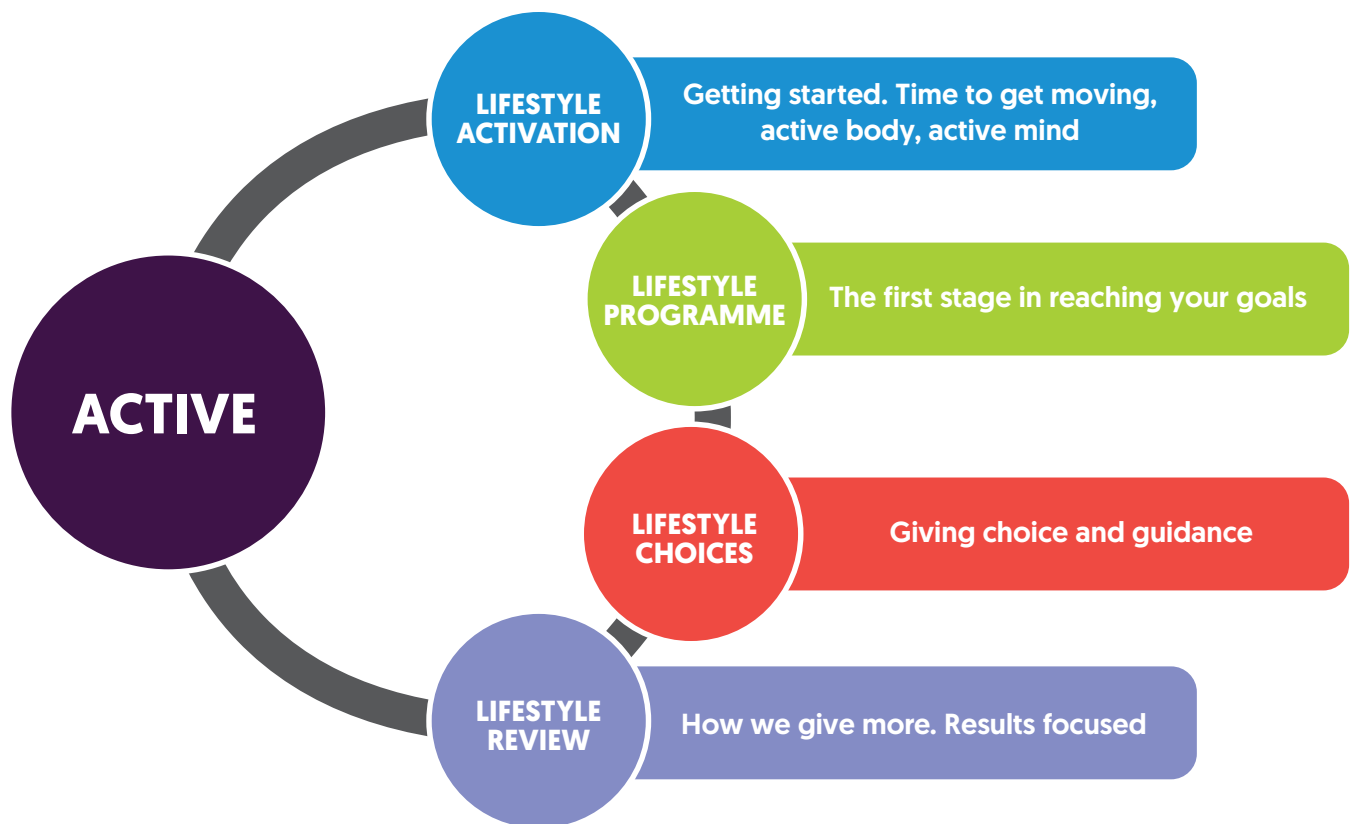 LIFESTYLE
ACTIVATION
Getting started. Time to get moving,
active body, active mind
LIFESTYLE
PROGRAMME
The first stage in reaching your goals
ACTIVE
LIFESTYLE
CHOICES
Giving choice and guidance
LIFESTYLE
REVIEW
How we give more. Results focused